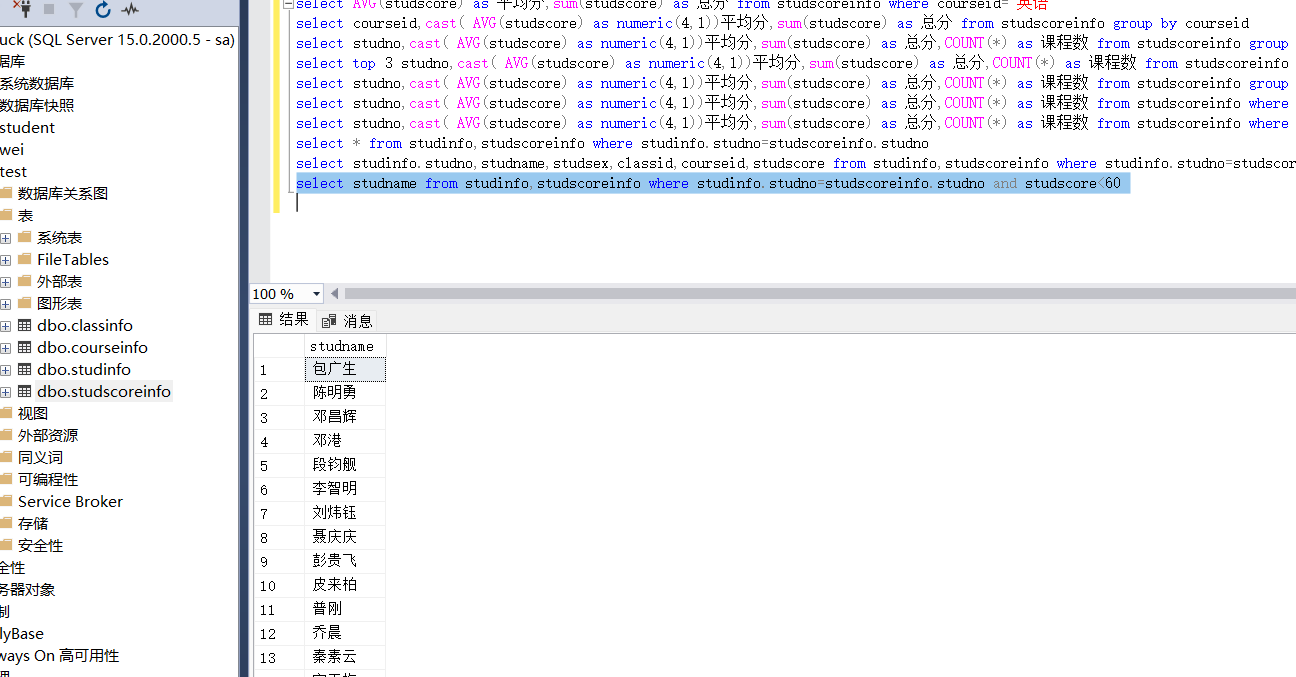 uck (SQL Server 15.0.2000.5 - sa)
据库
系统数据库
数据库快照
student
wei
test
数据库关系图
表
系统表
FileTables
外部表
图形表
dbo.classinfo
dbo.courseinfo
dbo.studinfo
dbo.studscoreinfo
视图
外部资源
同义词
可编程性
Service Broker
存储
安全性
全性
务器对象
制
lyBase
ways On 高可用性
理
select AVG(studscore) as 平均分,sum(studscore) as 总分 from studscoreinfo where courseid='英语'
select courseid,cast( AVG(studscore) as numeric(4,1))平均分,sum(studscore) as 总分 from studscoreinfo group by courseid
select studno,cast( AVG(studscore) as numeric(4,1))平均分,sum(studscore) as 总分,COUNT(*) as 课程数 from studscoreinfo group
select top 3 studno,cast( AVG(studscore) as numeric(4,1))平均分,sum(studscore) as 总分,COUNT(*) as 课程数 from studscoreinfo
select studno,cast( AVG(studscore) as numeric(4,1))平均分,sum(studscore) as 总分,COUNT(*) as 课程数 from studscoreinfo group
select studno,cast( AVG(studscore) as numeric(4,1))平均分,sum(studscore) as 总分,COUNT(*) as 课程数 from studscoreinfo where
select studno,cast( AVG(studscore) as numeric(4,1))平均分,sum(studscore) as 总分,COUNT(*) as 课程数 from studscoreinfo where
select * from studinfo,studscoreinfo where studinfo.studno=studscoreinfo.studno
select studinfo.studno,studname,studsex,classid,courseid,studscore from studinfo,studscoreinfo where studinfo.studno=studscor
select studname from studinfo,studscoreinfo where studinfo.studno=studscoreinfo.studno and studscore<60
100 %
结果 消息
studname
1 包广生
2 陈明勇
3 邓昌辉
4 邓港
5 段钧舰
6 李智明
7 刘炜钰
8 聂庆庆
9 彭贵飞
10 皮来柏
11 普刚
12 乔晨
13 秦素云